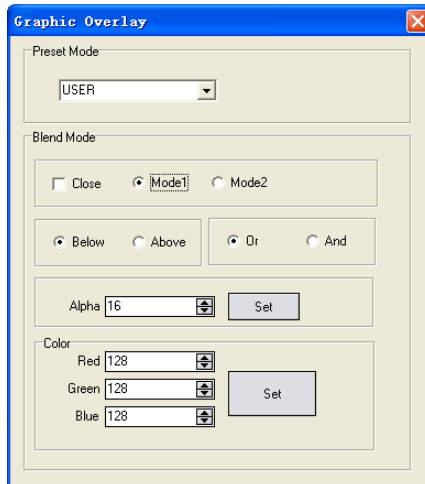 Graphic Overlay
Preset Mode
USER
Blend Mode
Close Mode1 Mode2
Below Above Or And
Alpha 16 Set
Color
Red 128
Green 128 Set
Blue 128